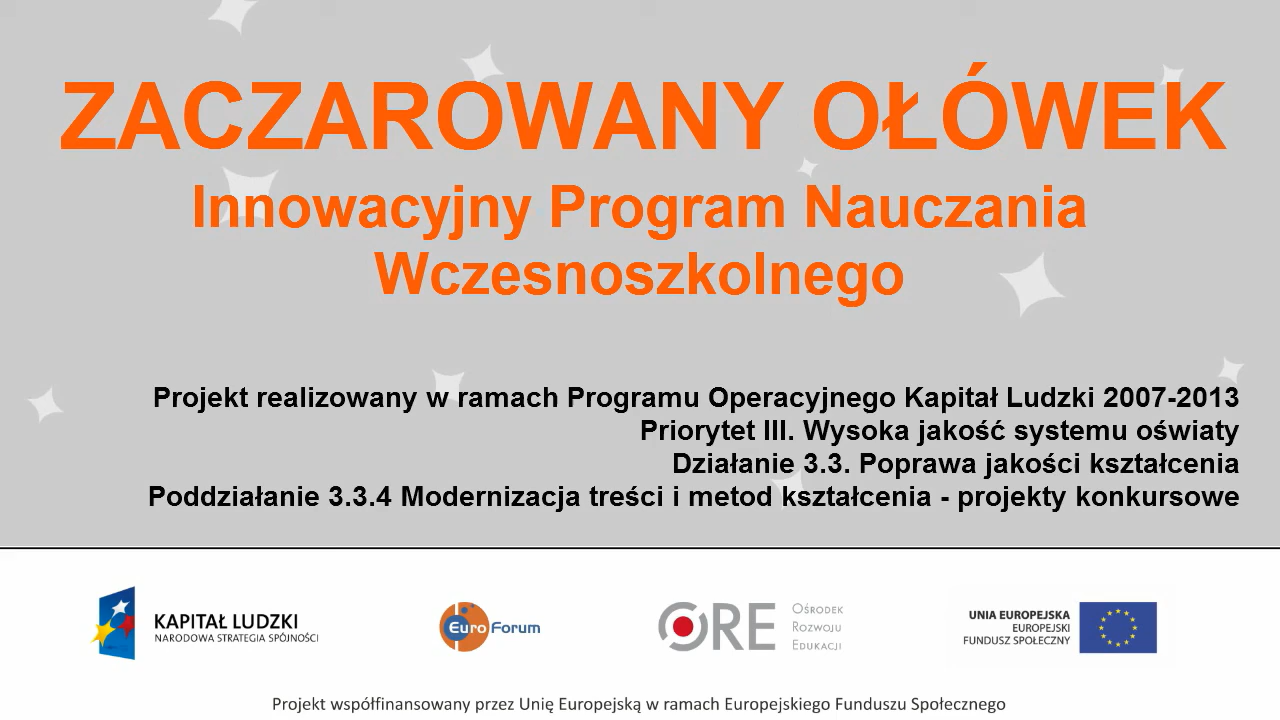 ZACZAROWANY OŁÓWEK
Innowacyjny Program Nauczania
Wczesnoszkolnego
Projekt realizowany w ramach Programu Operacyjnego Kapitał Ludzki 2007-2013
Priorytet III. Wysoka jakość systemu oświaty
Działanie 3.3. Poprawa jakości kształcenia
Poddziałanie 3.3.4 Modernizacja treści i metod kształcenia - projekty konkursowe
KAPITAŁ LUDZKI
NARODOWA STRATEGIA SPÓJNOŚCI
Euro Forum
ORE
Ośrodek
Rozwoju
Edukacji
UNIA EUROPEJSKA
EUROPEJSKI
FUNDUSZ SPOŁECZNY
Projekt współfinansowany przez Unię Europejską w ramach Europejskiego Funduszu Społecznego